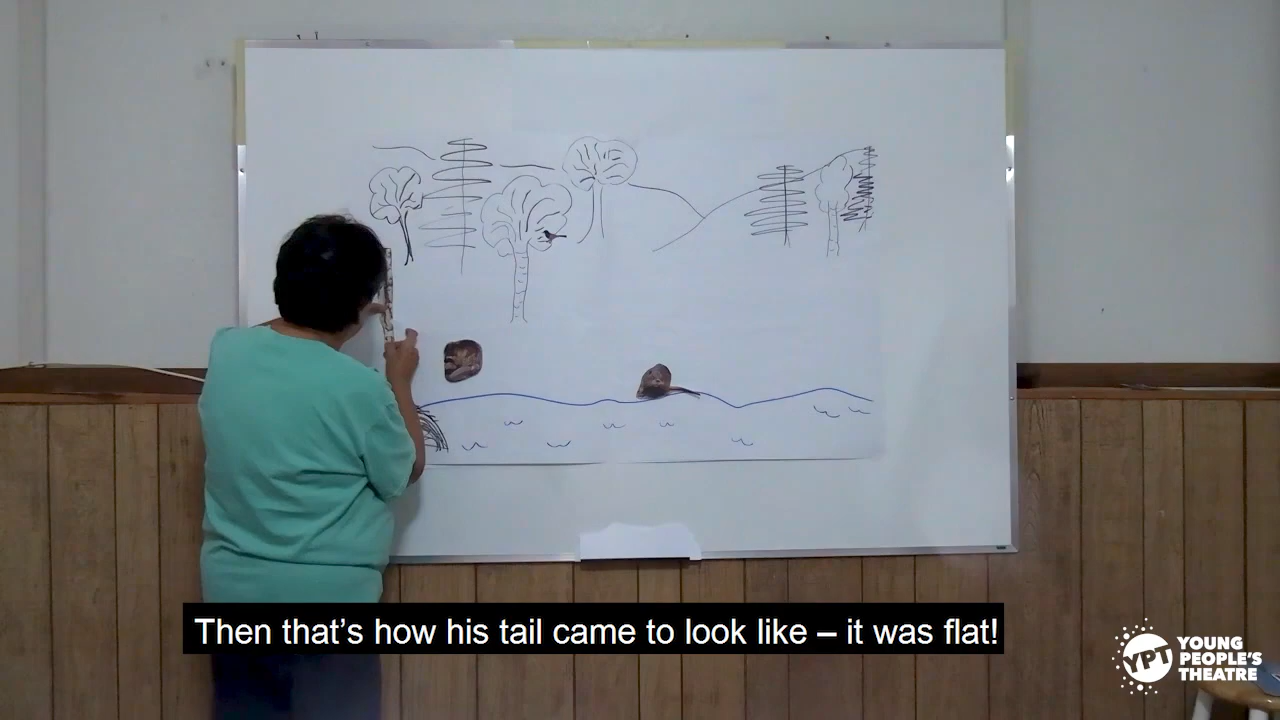 Then that's how his tail came to look like – it was flat!
YPT
YOUNG
PEOPLE'S
THEATRE